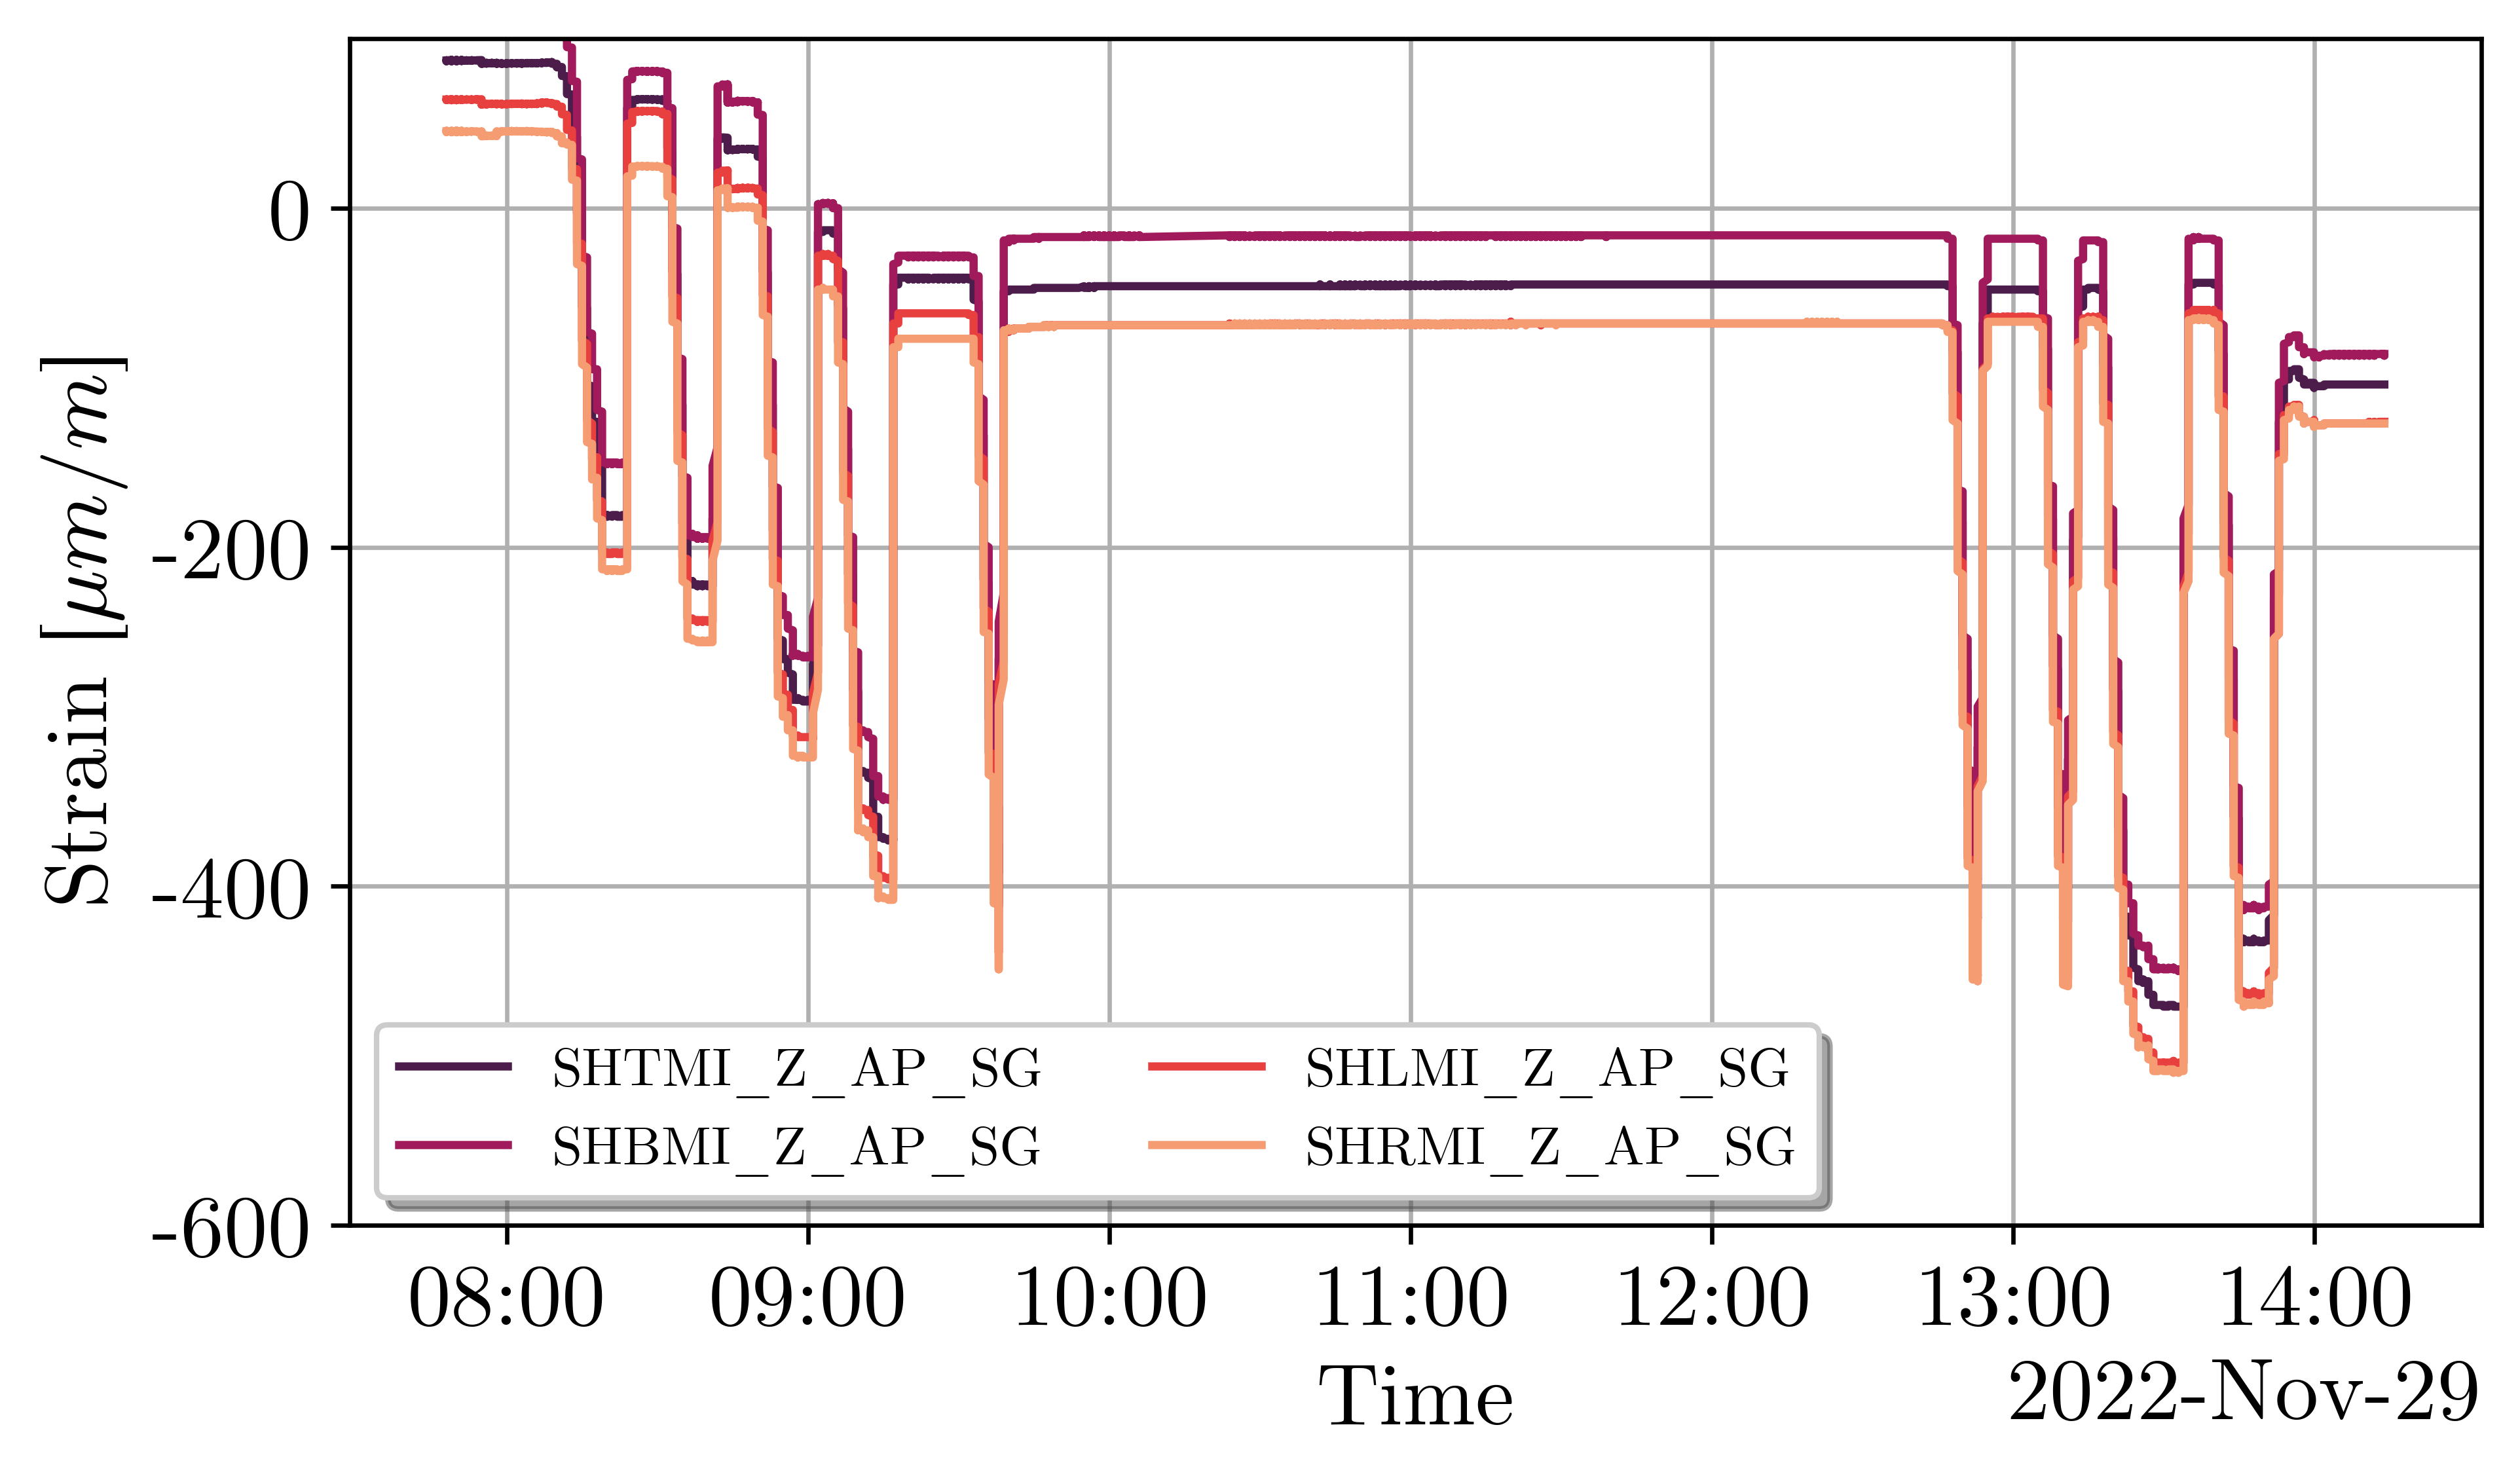 Strain [μm/m]
0
-200
-400
-600
SHTMI_Z_AP_SG
SHBMI_Z_AP_SG
SHLMI_Z_AP_SG
SHRMI_Z_AP_SG
08:00 09:00 10:00 11:00 12:00 13:00 14:00
Time
2022-Nov-29